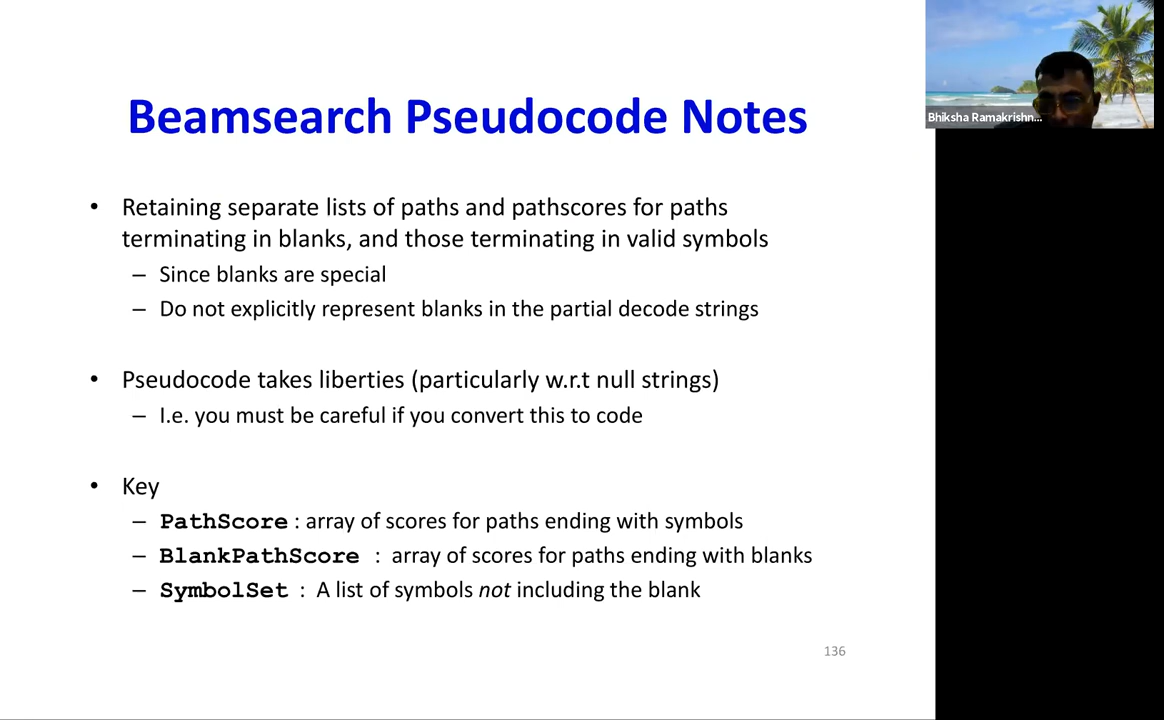 Beamsearch Pseudocode Notes
• Retaining separate lists of paths and pathscores for paths
terminating in blanks, and those terminating in valid symbols
– Since blanks are special
– Do not explicitly represent blanks in the partial decode strings
• Pseudocode takes liberties (particularly w.r.t null strings)
– I.e. you must be careful if you convert this to code
• Key
– PathScore : array of scores for paths ending with symbols
– BlankPathScore : array of scores for paths ending with blanks
– SymbolSet : A list of symbols not including the blank
136
Bhiksha Ramakrishn...